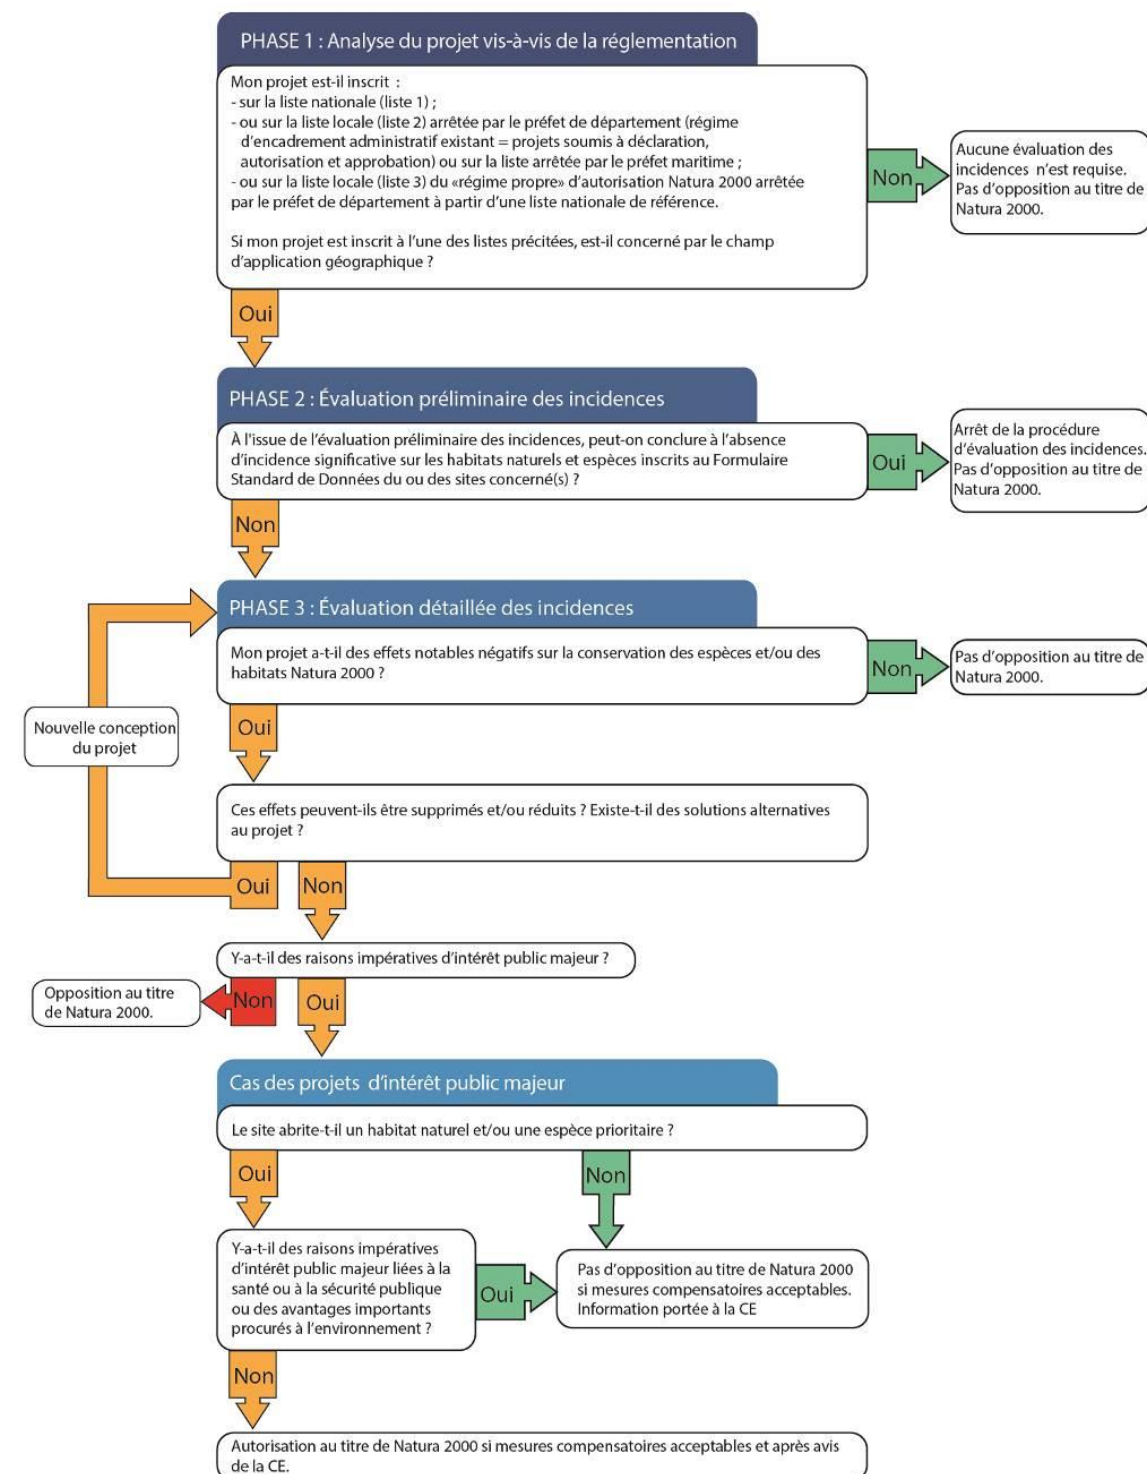 PHASE 1 : Analyse du projet vis-à-vis de la réglementation
Mon projet est-il inscrit :
- sur la liste nationale (liste 1) ;
- ou sur la liste locale (liste 2) arrêtée par le préfet de département (régime
d'encadrement administratif existant = projets soumis à déclaration,
autorisation et approbation) ou sur la liste arrêtée par le préfet maritime ;
- ou sur la liste locale (liste 3) du «régime propre» d'autorisation Natura 2000 arrêtée
par le préfet de département à partir d'une liste nationale de référence.
Si mon projet est inscrit à l'une des listes précitées, est-il concerné par le champ
d'application géographique ?
Non
Aucune évaluation des
incidences n'est requise.
Pas d'opposition au titre de
Natura 2000.
Oui
PHASE 2 : Évaluation préliminaire des incidences
À l'issue de l'évaluation préliminaire des incidences, peut-on conclure à l'absence
d'incidence significative sur les habitats naturels et espèces inscrits au Formulaire
Standard de Données du ou des sites concerné(s) ?
Oui
Arrêt de la procédure
d'évaluation des incidences.
Pas d'opposition au titre de
Natura 2000.
Non
PHASE 3 : Évaluation détaillée des incidences
Mon projet a-t-il des effets notables négatifs sur la conservation des espèces et/ou des
habitats Natura 2000 ?
Non
Pas d'opposition au titre de
Natura 2000.
Oui
Nouvelle conception
du projet
Ces effets peuvent-ils être supprimés et/ou réduits ? Existe-t-il des solutions alternatives
au projet ?
Oui
Non
Y-a-t-il des raisons impératives d'intérêt public majeur ?
Opposition au titre
de Natura 2000.
Non
Oui
Cas des projets d'intérêt public majeur
Le site abrite-t-il un habitat naturel et/ou une espèce prioritaire ?
Oui
Non
Y-a-t-il des raisons impératives
d'intérêt public majeur liées à la
santé ou à la sécurité publique
ou des avantages importants
procurés à l'environnement ?
Oui
Pas d'opposition au titre de Natura 2000
si mesures compensatoires acceptables.
Information portée à la CE
Non
Autorisation au titre de Natura 2000 si mesures compensatoires acceptables et après avis
de la CE.